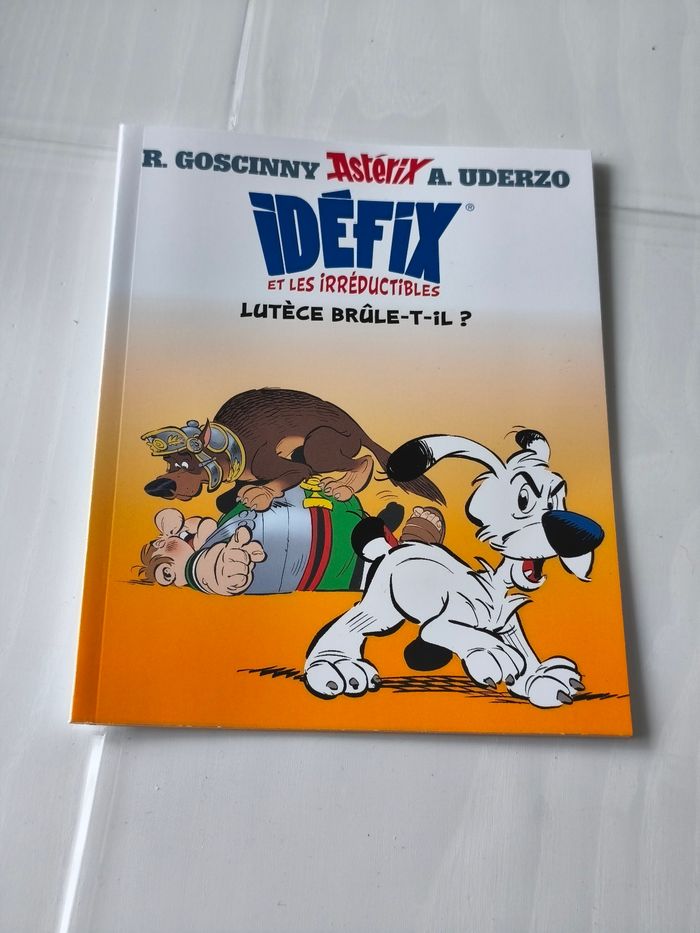 R. GOSCINNY Astérix A. UDERZO
IDÉFIX ®
ET LES IRRÉDUCTIBLES
LUTÈCE BRÛLE-T-IL ?